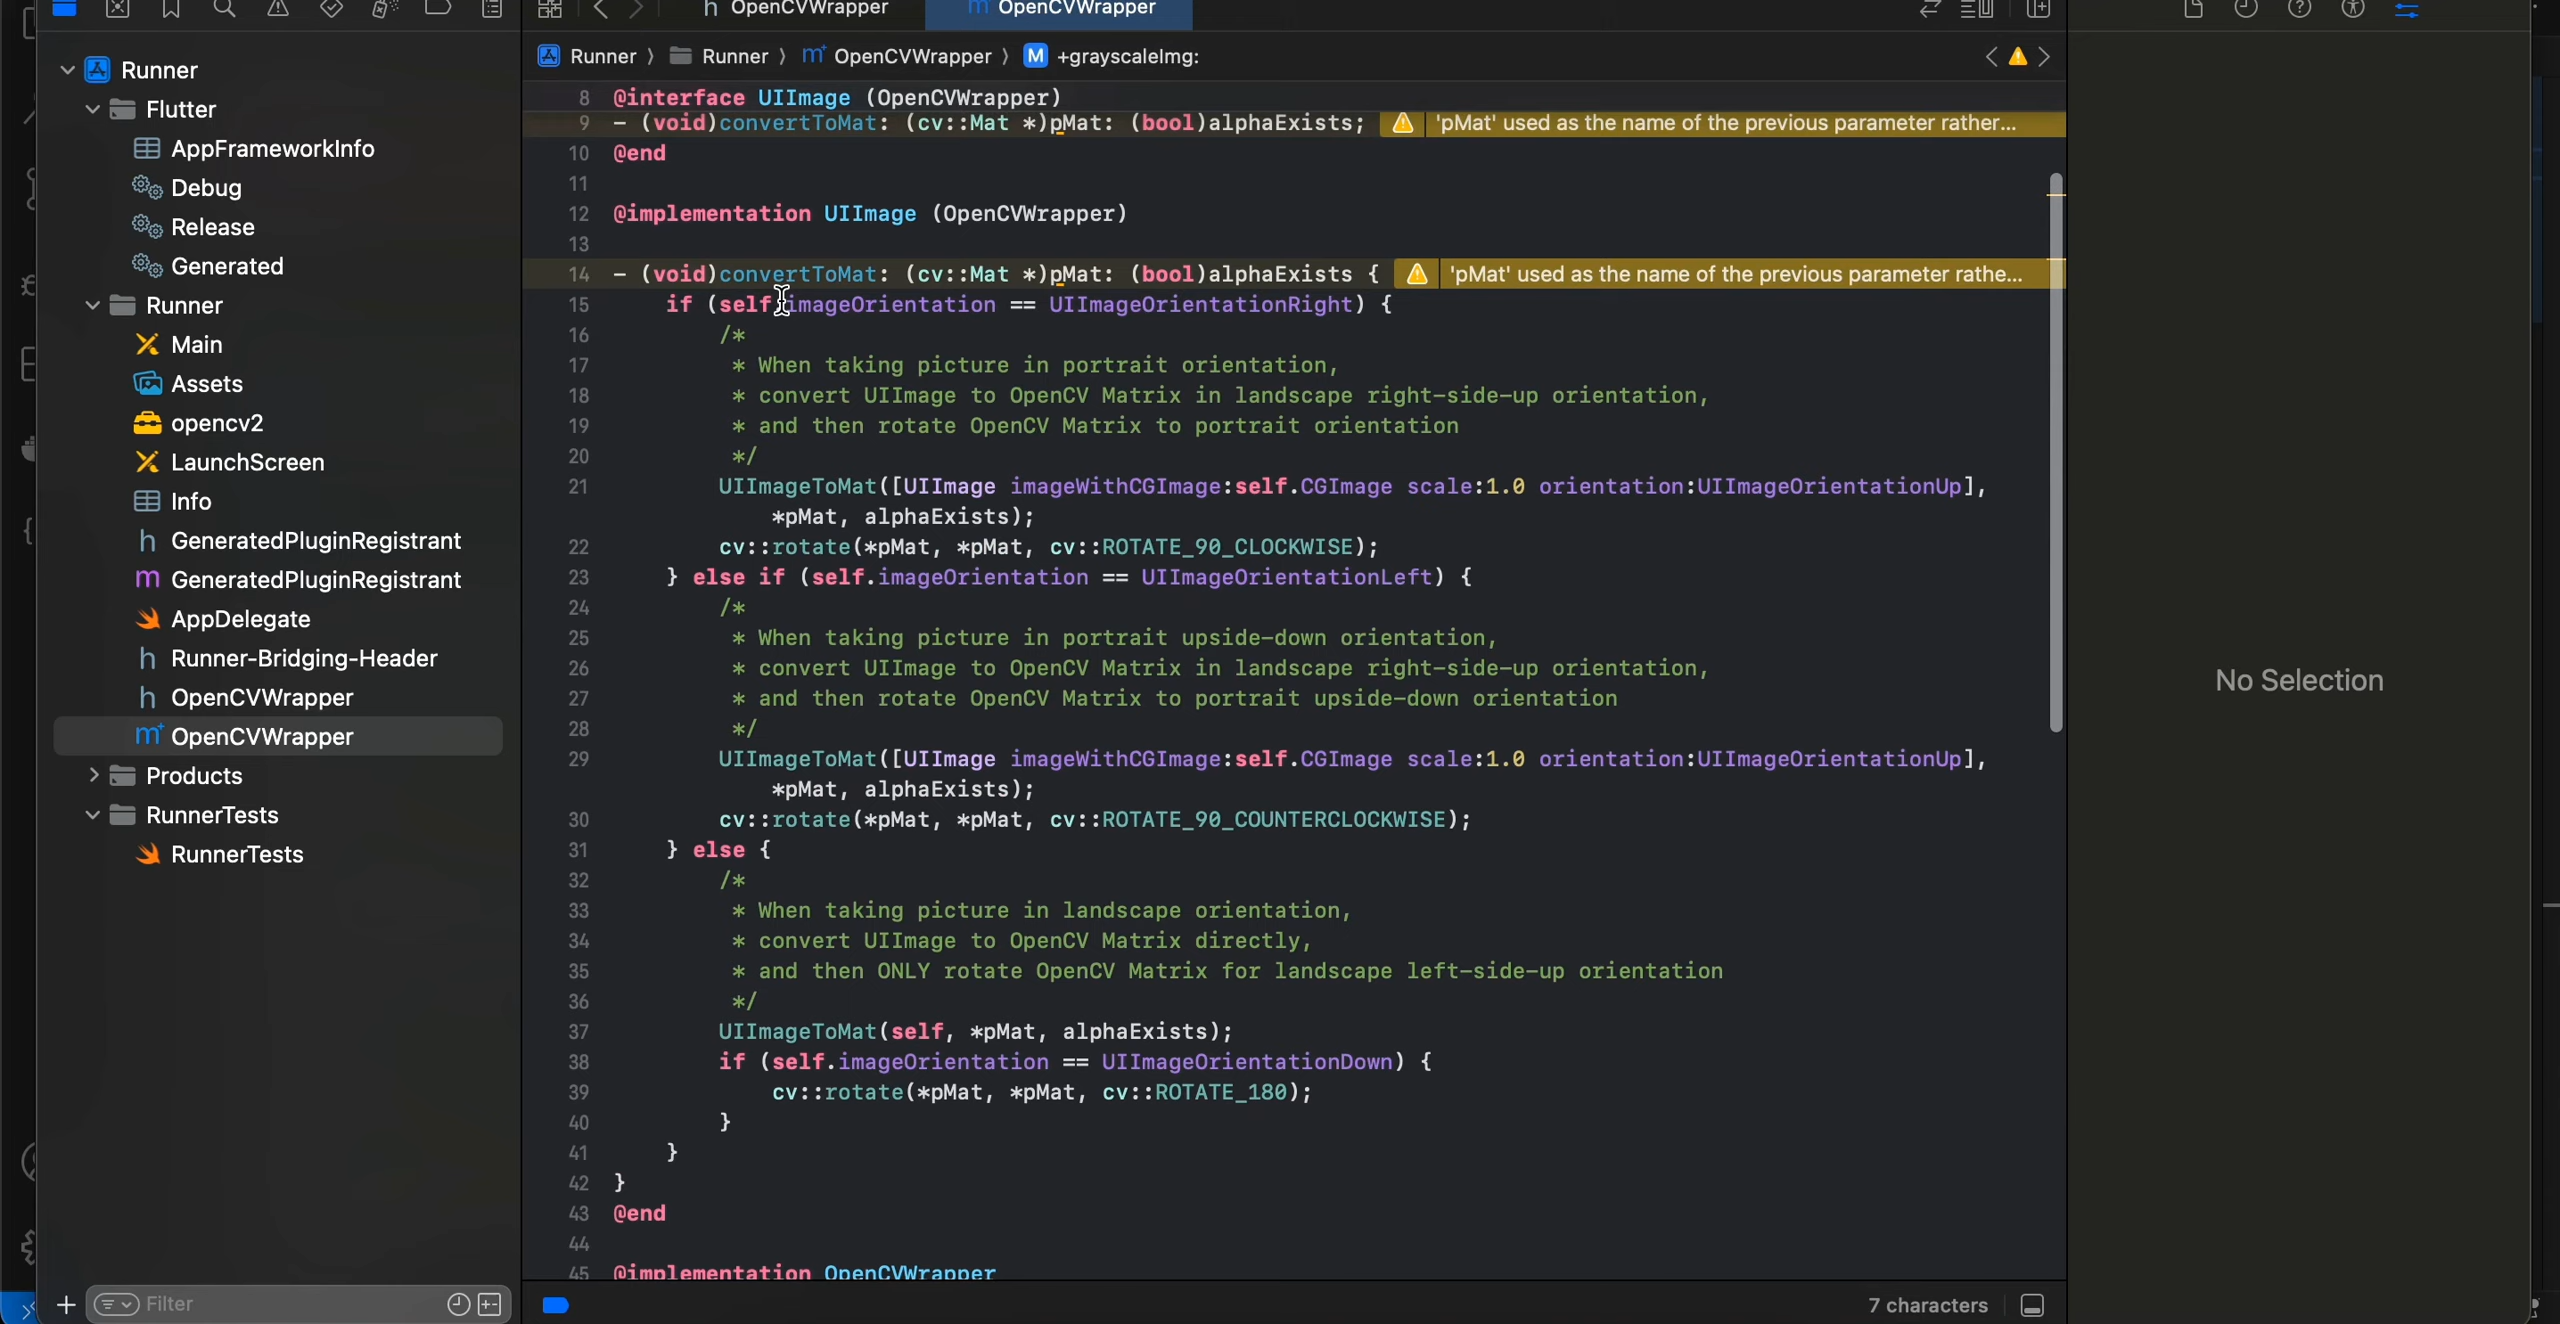 OpenCVWrapper
OpenCVWrapper
Runner
Flutter
AppFrameworkInfo
Debug
Release
Generated
Runner
Main
Assets
opencv2
LaunchScreen
Info
GeneratedPluginRegistrant
GeneratedPluginRegistrant
AppDelegate
Runner-Bridging-Header
OpenCVWrapper
OpenCVWrapper
Products
RunnerTests
RunnerTests
Filter
Runner 〉 Runner 〉 OpenCVWrapper 〉 M +grayscaleImg:
8 @interface UIImage (OpenCVWrapper)
9 - (void)convertToMat: (cv::Mat *)pMat: (bool)alphaExists; 'pMat' used as the name of the previous parameter rather...
10 @end
11
12 @implementation UIImage (OpenCVWrapper)
13
14 - (void)convertToMat: (cv::Mat *)pMat: (bool)alphaExists { 'pMat' used as the name of the previous parameter rathe...
15 if (self.imageOrientation == UIImageOrientationRight) {
16 /*
17 * When taking picture in portrait orientation,
18 * convert UIImage to OpenCV Matrix in landscape right-side-up orientation,
19 * and then rotate OpenCV Matrix to portrait orientation
20 */
21 UIImageToMat([UIImage imageWithCGImage:self.CGImage scale:1.0 orientation:UIImageOrientationUp],
*pMat, alphaExists);
22 cv::rotate(*pMat, *pMat, cv::ROTATE_90_CLOCKWISE);
23 } else if (self.imageOrientation == UIImageOrientationLeft) {
24 /*
25 * When taking picture in portrait upside-down orientation,
26 * convert UIImage to OpenCV Matrix in landscape right-side-up orientation,
27 * and then rotate OpenCV Matrix to portrait upside-down orientation
28 */
29 UIImageToMat([UIImage imageWithCGImage:self.CGImage scale:1.0 orientation:UIImageOrientationUp],
*pMat, alphaExists);
30 cv::rotate(*pMat, *pMat, cv::ROTATE_90_COUNTERCLOCKWISE);
31 } else {
32 /*
33 * When taking picture in landscape orientation,
34 * convert UIImage to OpenCV Matrix directly,
35 * and then ONLY rotate OpenCV Matrix for landscape left-side-up orientation
36 */
37 UIImageToMat(self, *pMat, alphaExists);
38 if (self.imageOrientation == UIImageOrientationDown) {
39 cv::rotate(*pMat, *pMat, cv::ROTATE_180);
40 }
41 }
42 }
43 @end
44
45 @implementation OpenCVWrapper
7 characters
No Selection